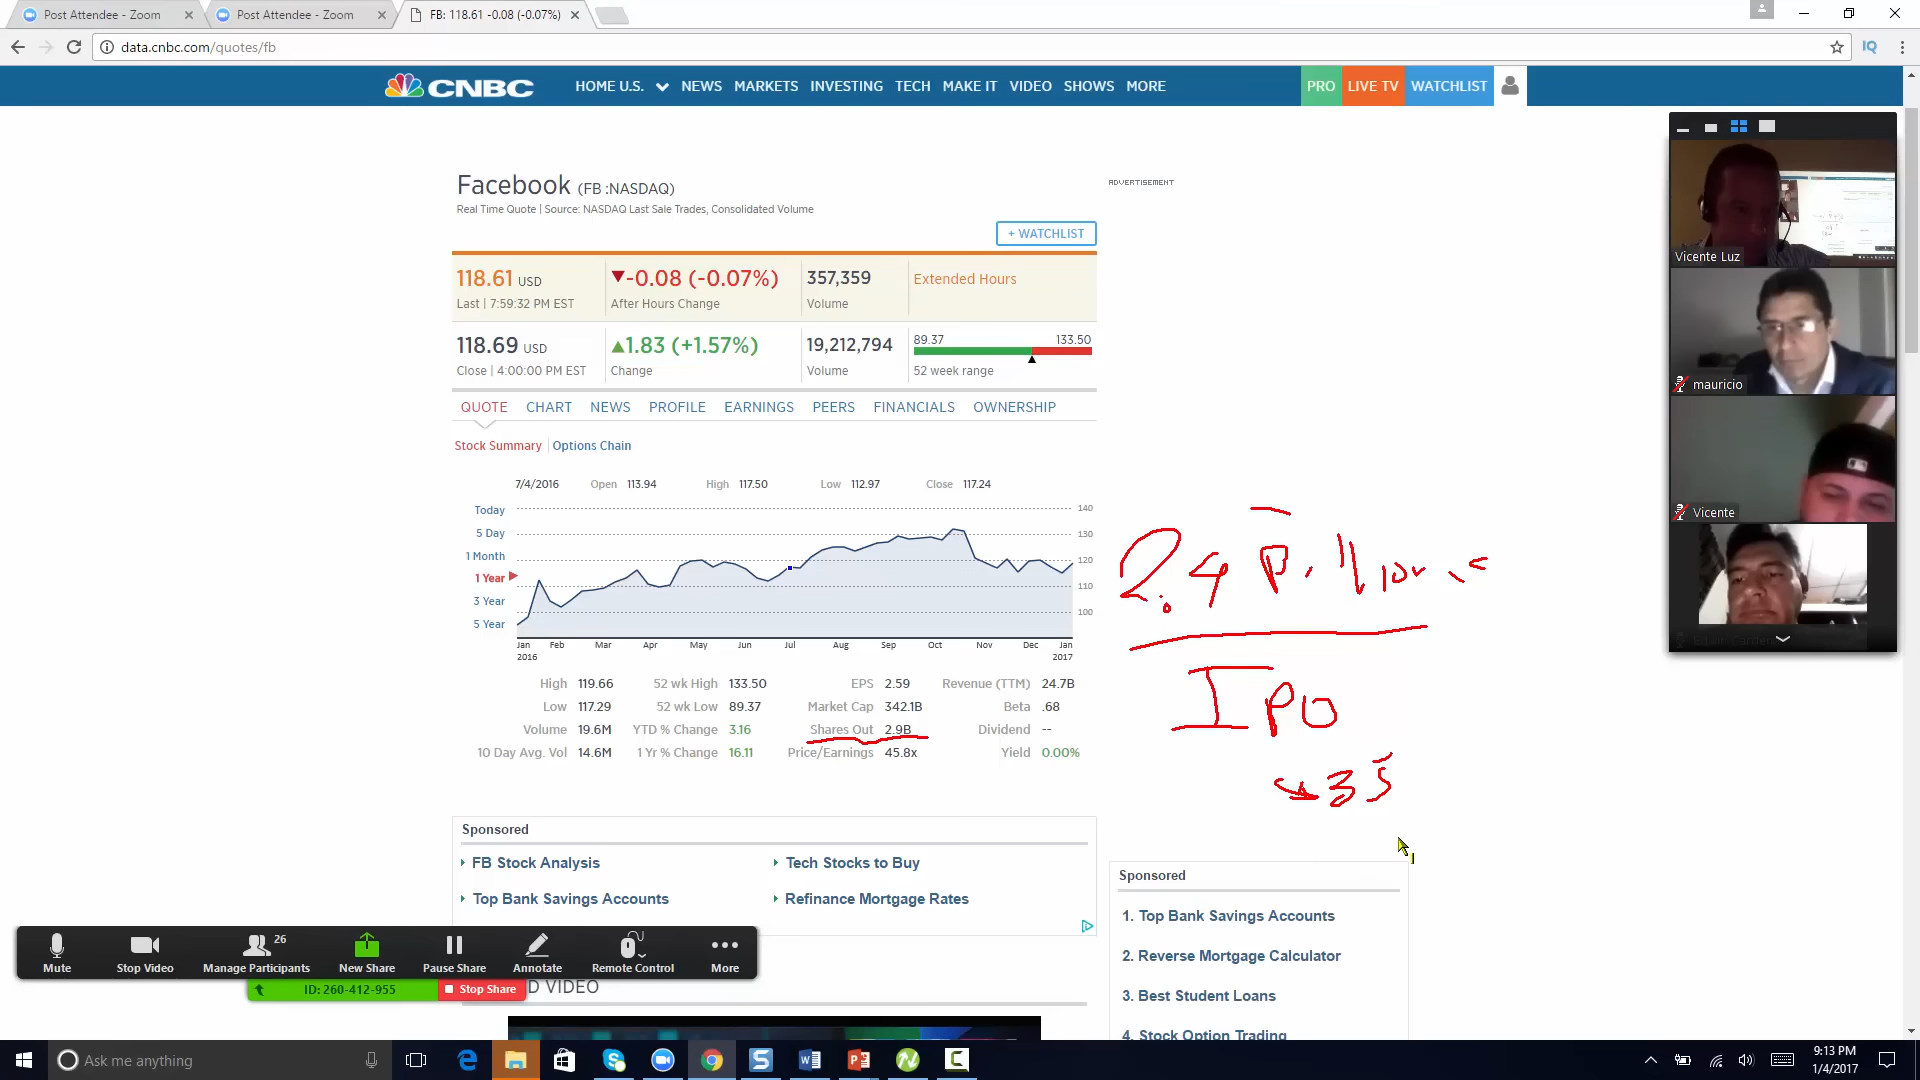 Post Attendee - Zoom
Post Attendee - Zoom
FB: 118.61 -0.08 (-0.07%)
data.cnbc.com/quotes/fb
IQ
CNBC
HOME U.S. NEWS MARKETS INVESTING TECH MAKE IT VIDEO SHOWS MORE
PRO LIVE TV WATCHLIST
Facebook (FB :NASDAQ)
Real Time Quote | Source: NASDAQ Last Sale Trades, Consolidated Volume
ADVERTISEMENT
+ WATCHLIST
118.61 USD ▼-0.08 (-0.07%) 357,359 Extended Hours
Last | 7:59:32 PM EST After Hours Change Volume
118.69 USD ▲1.83 (+1.57%) 19,212,794 89.37 133.50
Close | 4:00:00 PM EST Change Volume 52 week range
QUOTE CHART NEWS PROFILE EARNINGS PEERS FINANCIALS OWNERSHIP
Stock Summary Options Chain
7/4/2016 Open 113.94 High 117.50 Low 112.97 Close 117.24
Today
5 Day
1 Month
1 Year
3 Year
5 Year
140
130
120
110
100
Jan Feb Mar Apr May Jun Jul Aug Sep Oct Nov Dec Jan
2016 2017
High 119.66 52 wk High 133.50 EPS 2.59 Revenue (TTM) 24.7B
Low 117.29 52 wk Low 89.37 Market Cap 342.1B Beta .68
Volume 19.6M YTD % Change 3.16 Shares Out 2.9B Dividend --
10 Day Avg. Vol 14.6M 1 Yr % Change 16.11 Price/Earnings 45.8x Yield 0.00%
2.4
IPO
35
Sponsored
FB Stock Analysis Tech Stocks to Buy
Top Bank Savings Accounts Refinance Mortgage Rates
Sponsored
1. Top Bank Savings Accounts
2. Reverse Mortgage Calculator
3. Best Student Loans
4. Stock Option Trading
D VIDEO
Vicente Luz
mauricio
Vicente
26
Mute Stop Video Manage Participants New Share Pause Share Annotate Remote Control More
ID: 260-412-955 Stop Share
Ask me anything
9:13 PM
1/4/2017